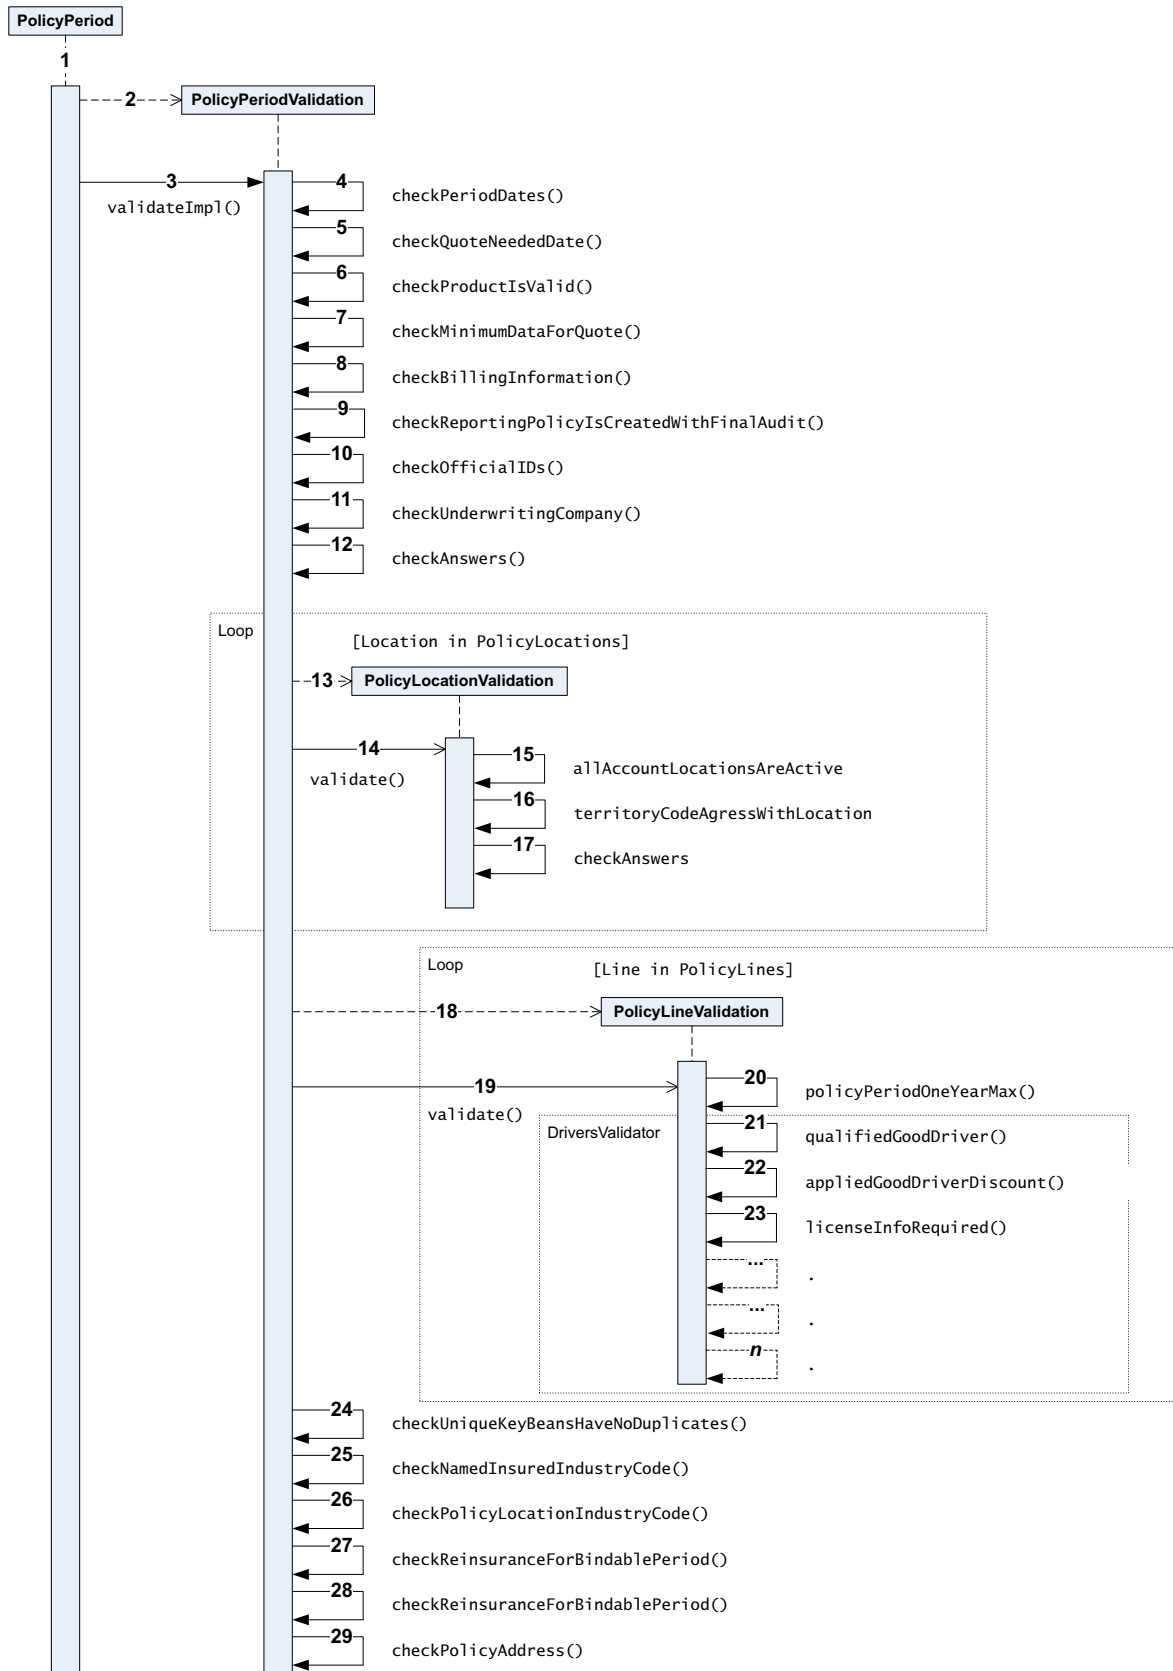 PolicyPeriod
1
2
PolicyPeriodValidation
3
validateImpl()
4
checkPeriodDates()
5
checkQuoteNeededDate()
6
checkProductIsValid()
7
checkMinimumDataForQuote()
8
checkBillingInformation()
9
checkReportingPolicyIsCreatedWithFinalAudit()
10
checkOfficialIDs()
11
checkUnderwritingCompany()
12
checkAnswers()
Loop
[Location in PolicyLocations]
13
PolicyLocationValidation
14
validate()
15
allAccountLocationsAreActive
16
territoryCodeAgressWithLocation
17
checkAnswers
Loop
[Line in PolicyLines]
18
PolicyLineValidation
19
validate()
20
policyPeriodOneYearMax()
DriversValidator
21
qualifiedGoodDriver()
22
appliedGoodDriverDiscount()
23
licenseInfoRequired()
...
.
...
.
n
.
24
checkUniqueKeyBeansHaveNoDuplicates()
25
checkNamedInsuredIndustryCode()
26
checkPolicyLocationIndustryCode()
27
checkReinsuranceForBindablePeriod()
28
checkReinsuranceForBindablePeriod()
29
checkPolicyAddress()